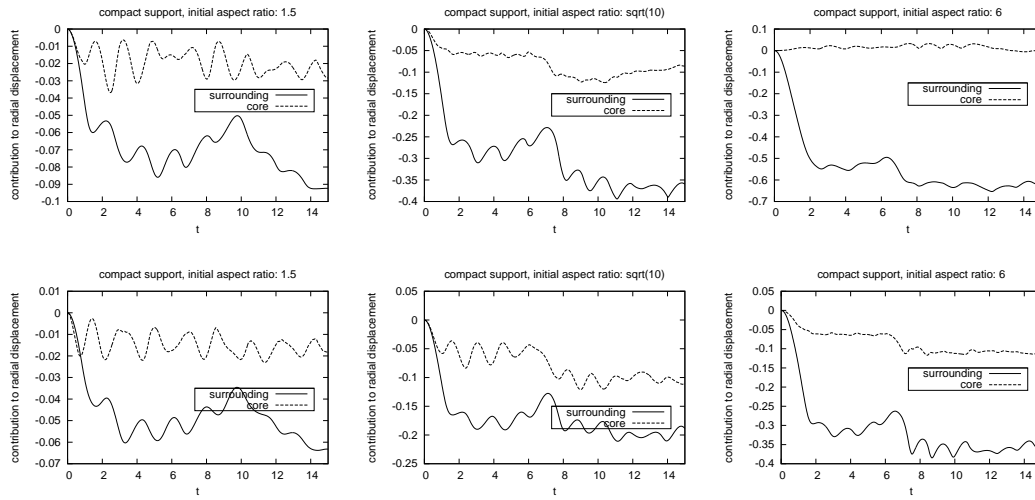 compact support, initial aspect ratio: 1.5
0
-0.01
-0.02
-0.03
-0.04
-0.05
-0.06
-0.07
-0.08
-0.09
-0.1
contribution to radial displacement
surrounding
core
0 2 4 6 8 10 12 14
t
compact support, initial aspect ratio: sqrt(10)
0
-0.05
-0.1
-0.15
-0.2
-0.25
-0.3
-0.35
-0.4
contribution to radial displacement
surrounding
core
0 2 4 6 8 10 12 14
t
compact support, initial aspect ratio: 6
0.1
0
-0.1
-0.2
-0.3
-0.4
-0.5
-0.6
-0.7
contribution to radial displacement
surrounding
core
0 2 4 6 8 10 12 14
t
compact support, initial aspect ratio: 1.5
0.01
0
-0.01
-0.02
-0.03
-0.04
-0.05
-0.06
-0.07
contribution to radial displacement
surrounding
core
0 2 4 6 8 10 12 14
t
compact support, initial aspect ratio: sqrt(10)
0.05
0
-0.05
-0.1
-0.15
-0.2
-0.25
contribution to radial displacement
surrounding
core
0 2 4 6 8 10 12 14
t
compact support, initial aspect ratio: 6
0.05
0
-0.05
-0.1
-0.15
-0.2
-0.25
-0.3
-0.35
-0.4
contribution to radial displacement
surrounding
core
0 2 4 6 8 10 12 14
t